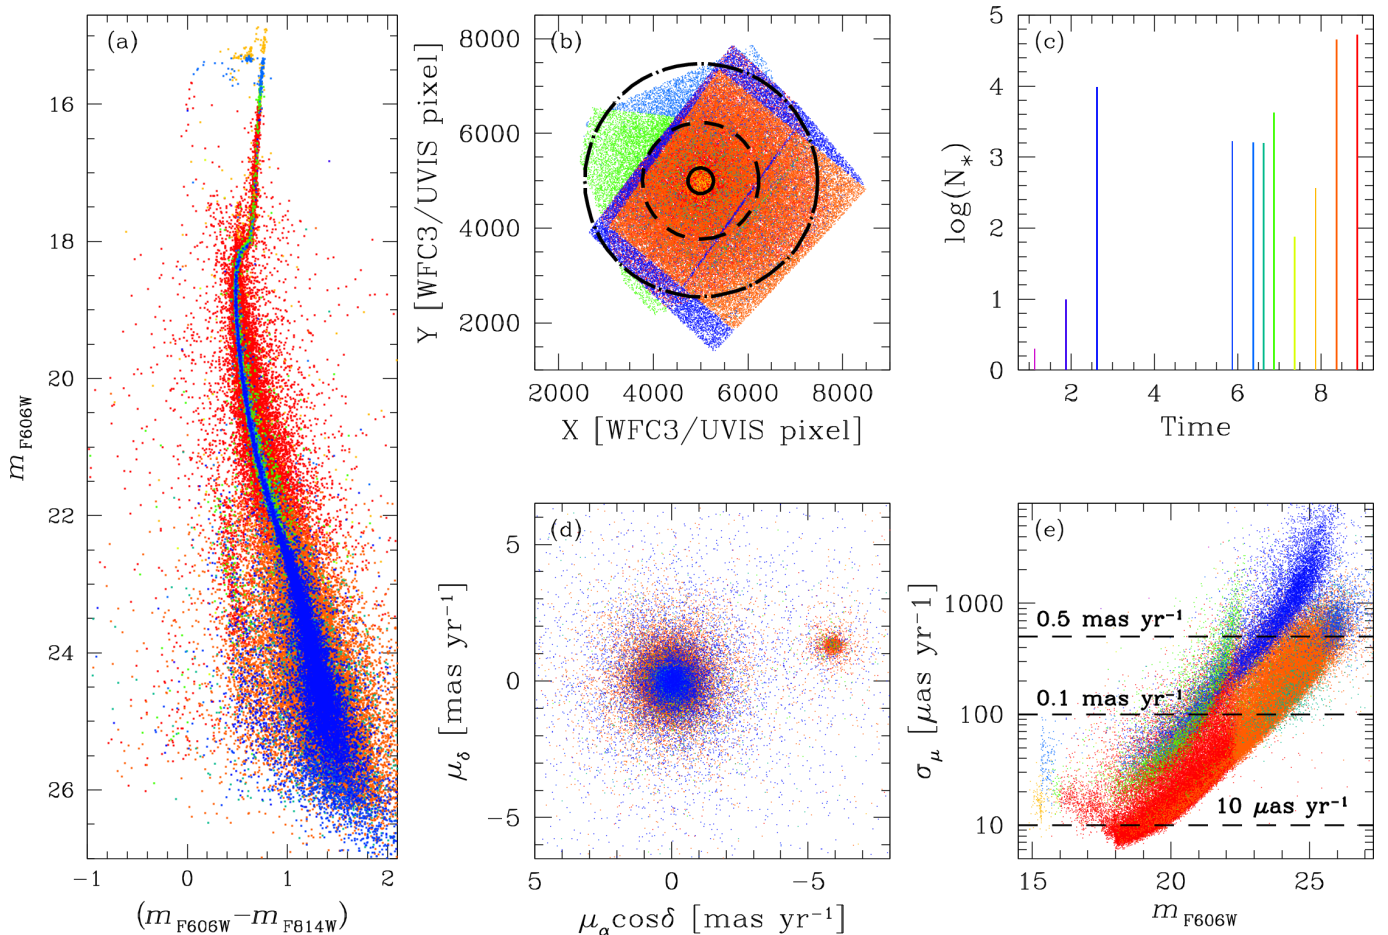 (a)
16
18
20
22
24
26
m F606W
−1
0
1
2
(m F606W−m F814W)
(b)
8000
6000
4000
2000
Y [WFC3/UVIS pixel]
2000
4000
6000
8000
X [WFC3/UVIS pixel]
(c)
5
4
3
2
1
0
log(N*)
2
4
6
8
Time
(d)
5
0
−5
μδ [mas yr⁻¹]
5
0
−5
μα cosδ [mas yr⁻¹]
(e)
1000
100
10
σμ [μas yr−1]
0.5 mas yr⁻¹
0.1 mas yr⁻¹
10 μas yr⁻¹
15
20
25
m F606W